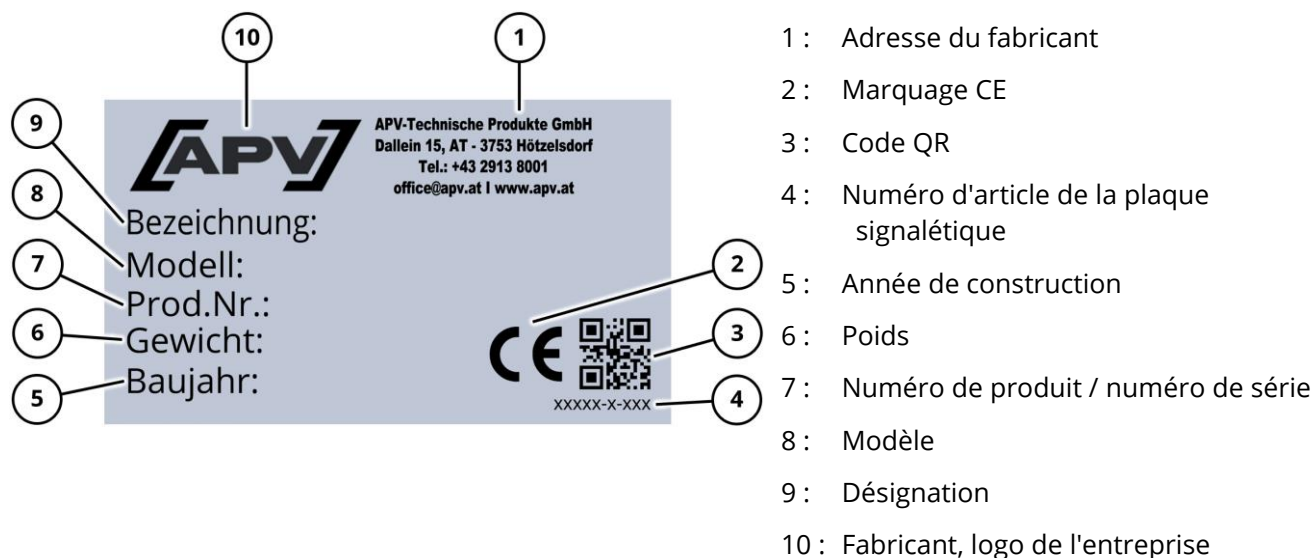 10
1
9
8
7
6
5
2
3
4
APV
APV-Technische Produkte GmbH
Dallein 15, AT - 3753 Hötzelsdorf
Tel.: +43 2913 8001
office@apv.at I www.apv.at
Bezeichnung:
Modell:
Prod.Nr.:
Gewicht:
Baujahr:
CE
xxxxx-x-xxx
1 : Adresse du fabricant
2 : Marquage CE
3 : Code QR
4 : Numéro d'article de la plaque
signalétique
5 : Année de construction
6 : Poids
7 : Numéro de produit / numéro de série
8 : Modèle
9 : Désignation
10 : Fabricant, logo de l'entreprise